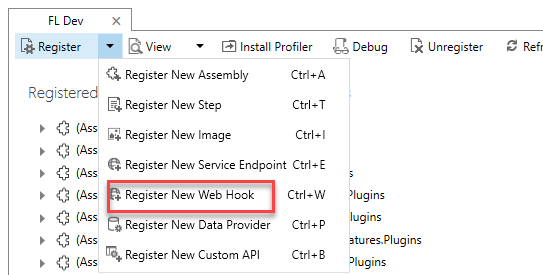 FL Dev ×
Register View Install Profiler Debug Unregister Refr
Registered
Register New Assembly Ctrl+A
Register New Step Ctrl+T
Register New Image Ctrl+I
Register New Service Endpoint Ctrl+E
Register New Web Hook Ctrl+W
Register New Data Provider Ctrl+P
Register New Custom API Ctrl+B
(Ass
(Ass
(Ass
Plugins
(Ass
Plugins
(Ass
atures.Plugins
(Ass
Plugins